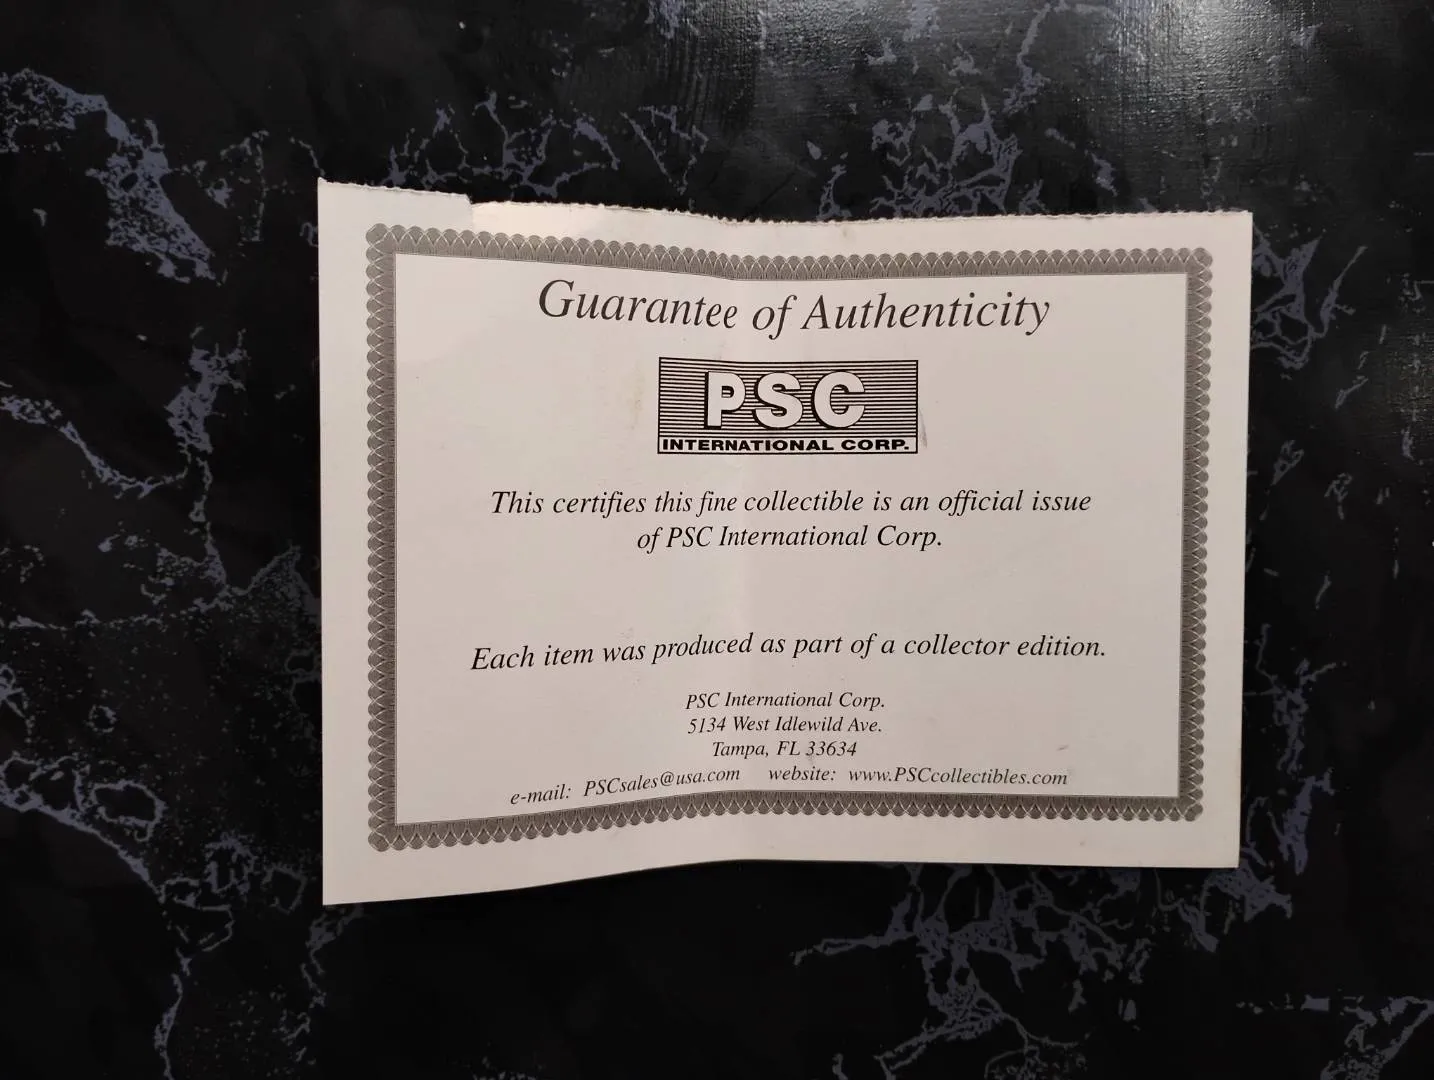 Guarantee of Authenticity
PSC
INTERNATIONAL CORP.
This certifies this fine collectible is an official issue
of PSC International Corp.
Each item was produced as part of a collector edition.
PSC International Corp.
5134 West Idlewild Ave.
Tampa, FL 33634
e-mail: PSCsales@usa.com website: www.PSCcollectibles.com